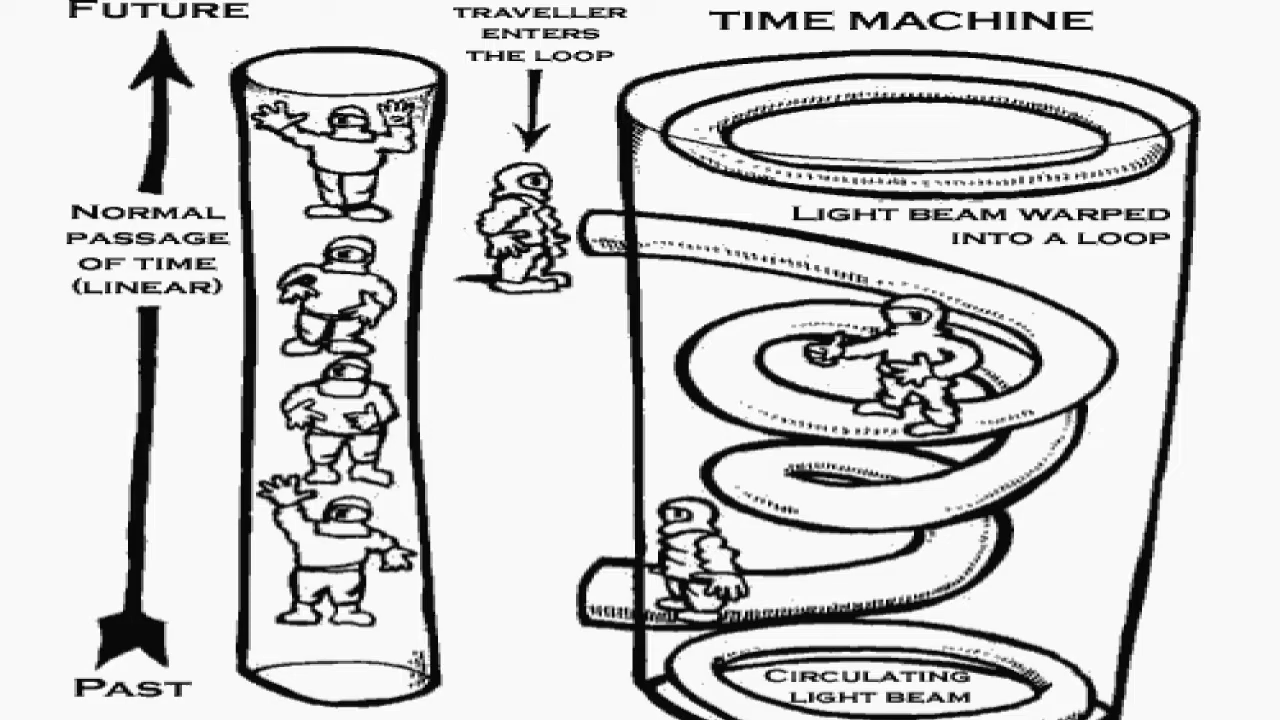 FUTURE
NORMAL
PASSAGE
OF TIME
(LINEAR)
PAST
TRAVELLER
ENTERS
THE LOOP
TIME MACHINE
LIGHT BEAM WARPED
INTO A LOOP
CIRCULATING
LIGHT BEAM